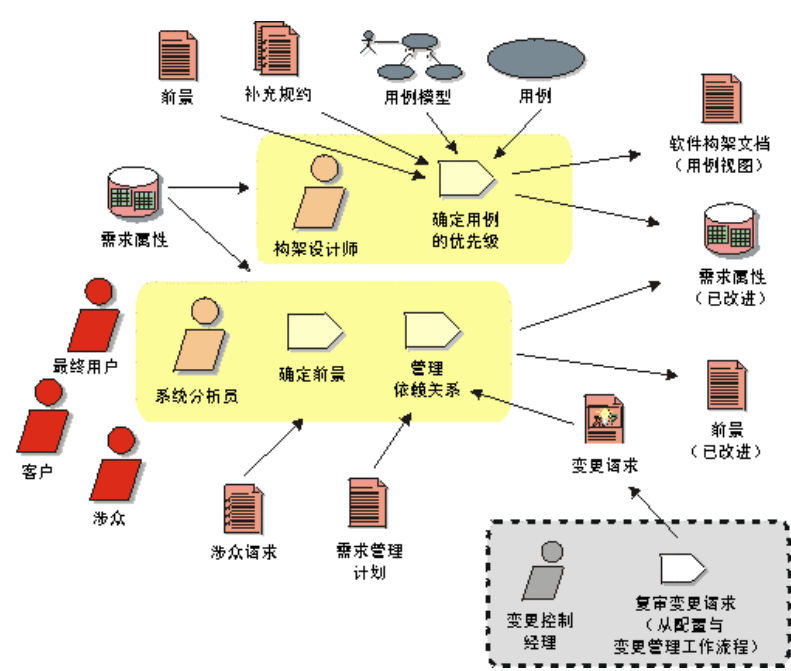 前景
补充规约
用例模型
用例
软件构架文档
（用例视图）
需求属性
构架设计师
确定用例
的优先级
需求属性
（已改进）
最终用户
系统分析员
确定前景
管理
依赖关系
客户
涉众
前景
（已改进）
变更请求
涉众请求
需求管理
计划
变更控制
经理
复审变更请求
（从配置与
变更管理工作流程）